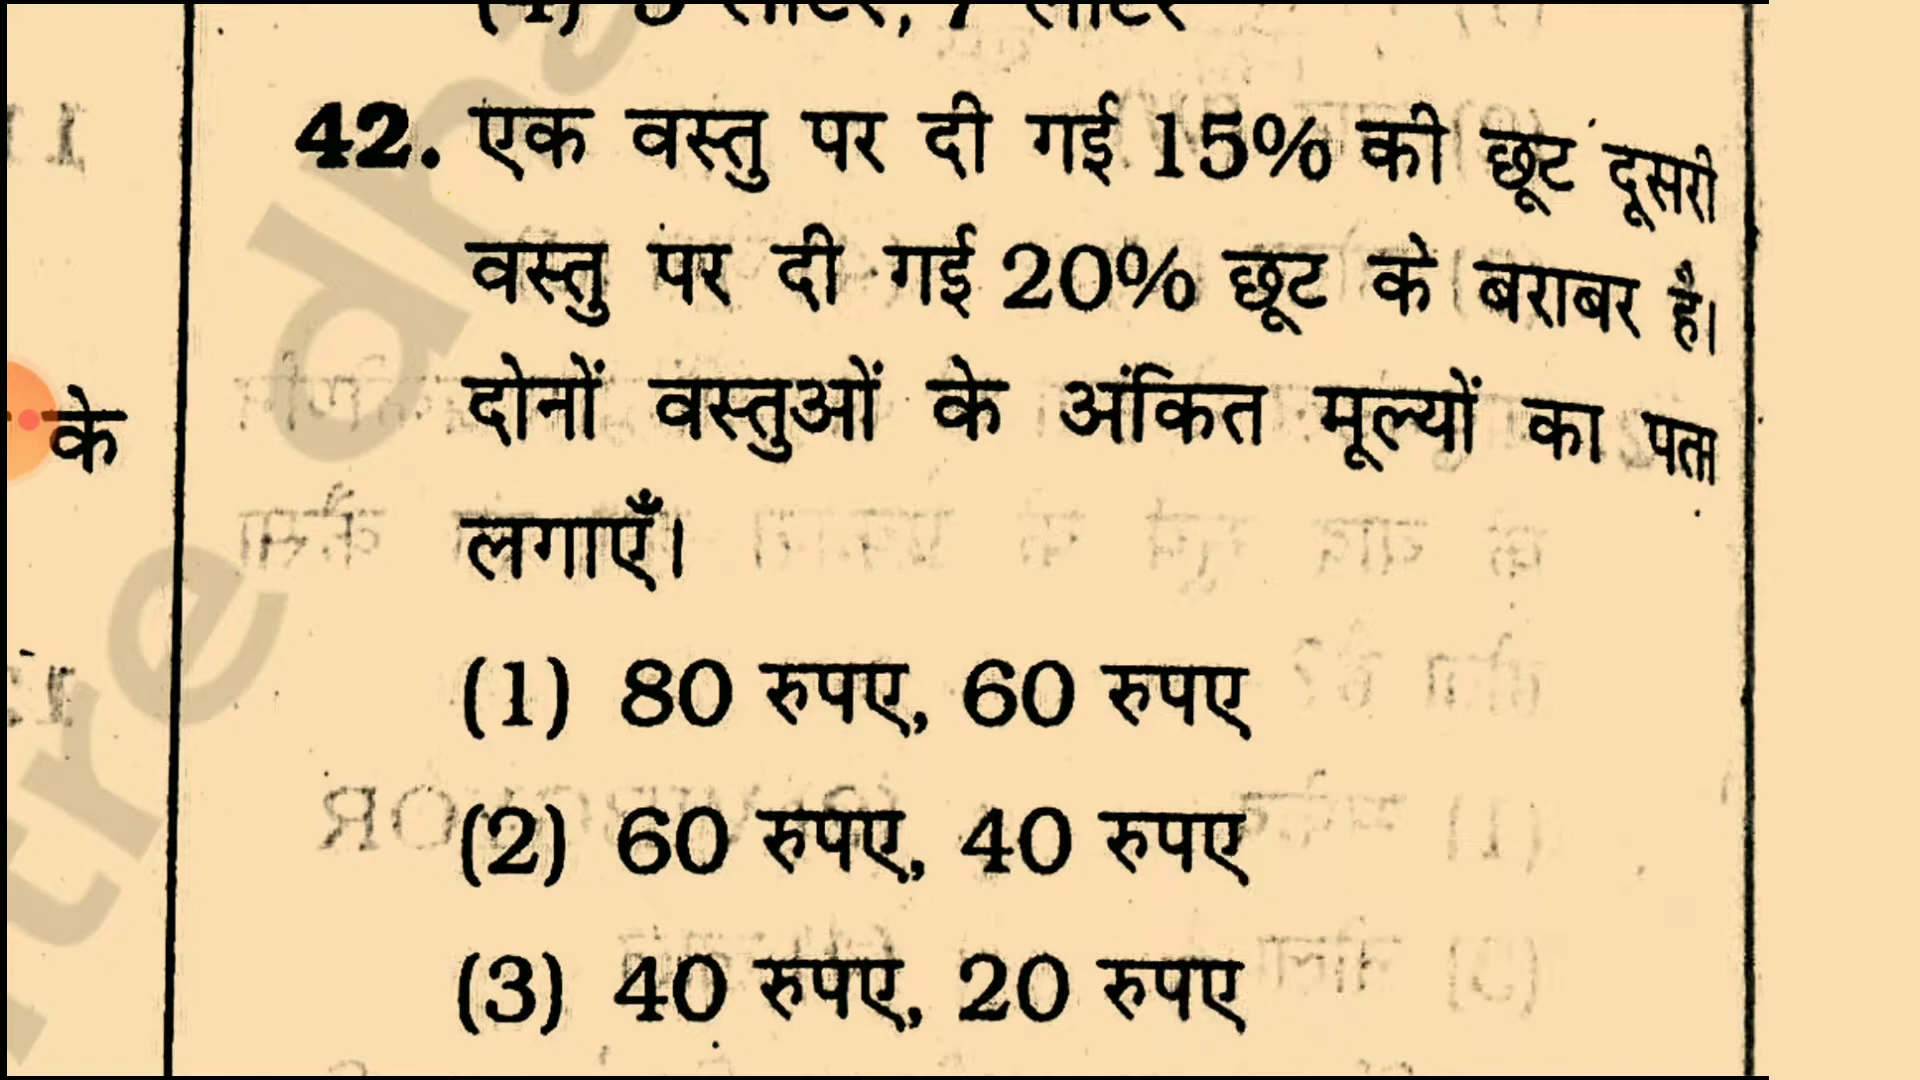 42. एक वस्तु पर दी गई 15% की छूट दूसरी
वस्तु पर दी गई 20% छूट के बराबर है।
दोनों वस्तुओं के अंकित मूल्यों का पता
लगाएँ।
(1) 80 रुपए, 60 रुपए
(2) 60 रुपए, 40 रुपए
(3) 40 रुपए, 20 रुपए
के